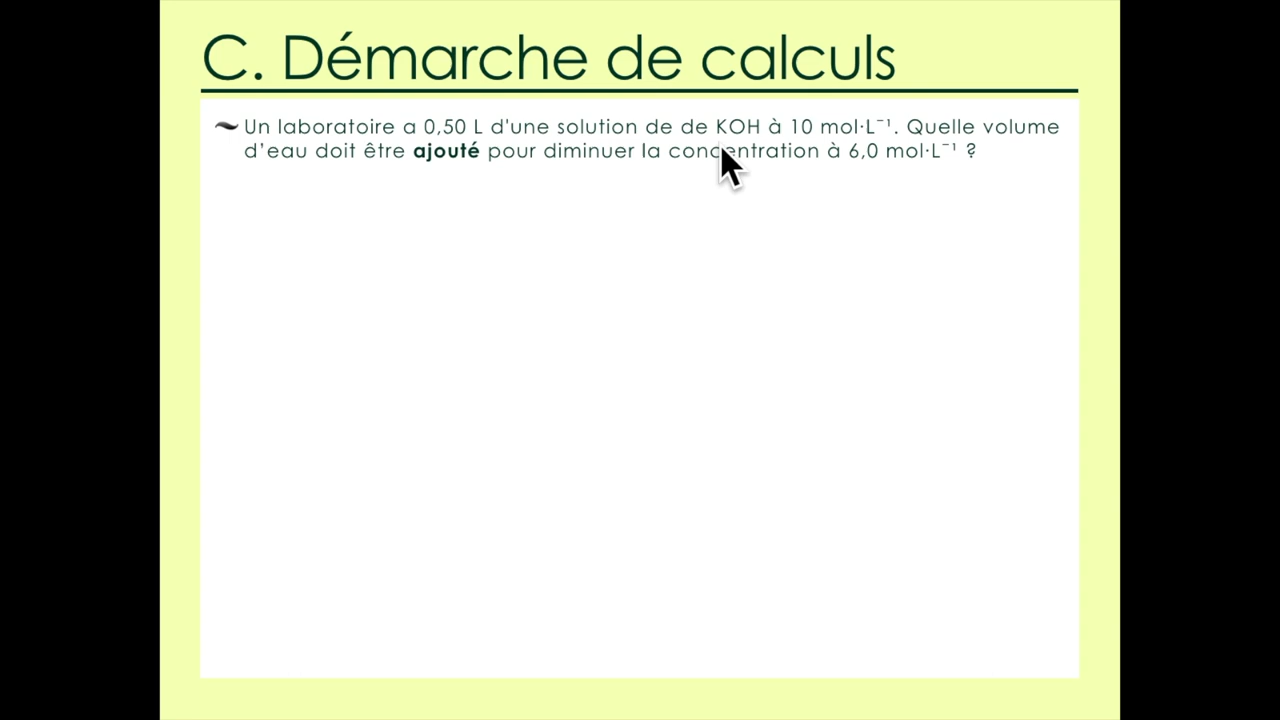 C. Démarche de calculs
Un laboratoire a 0,50 L d'une solution de de KOH à 10 mol·L⁻¹. Quelle volume
d’eau doit être ajouté pour diminuer la concentration à 6,0 mol·L⁻¹ ?